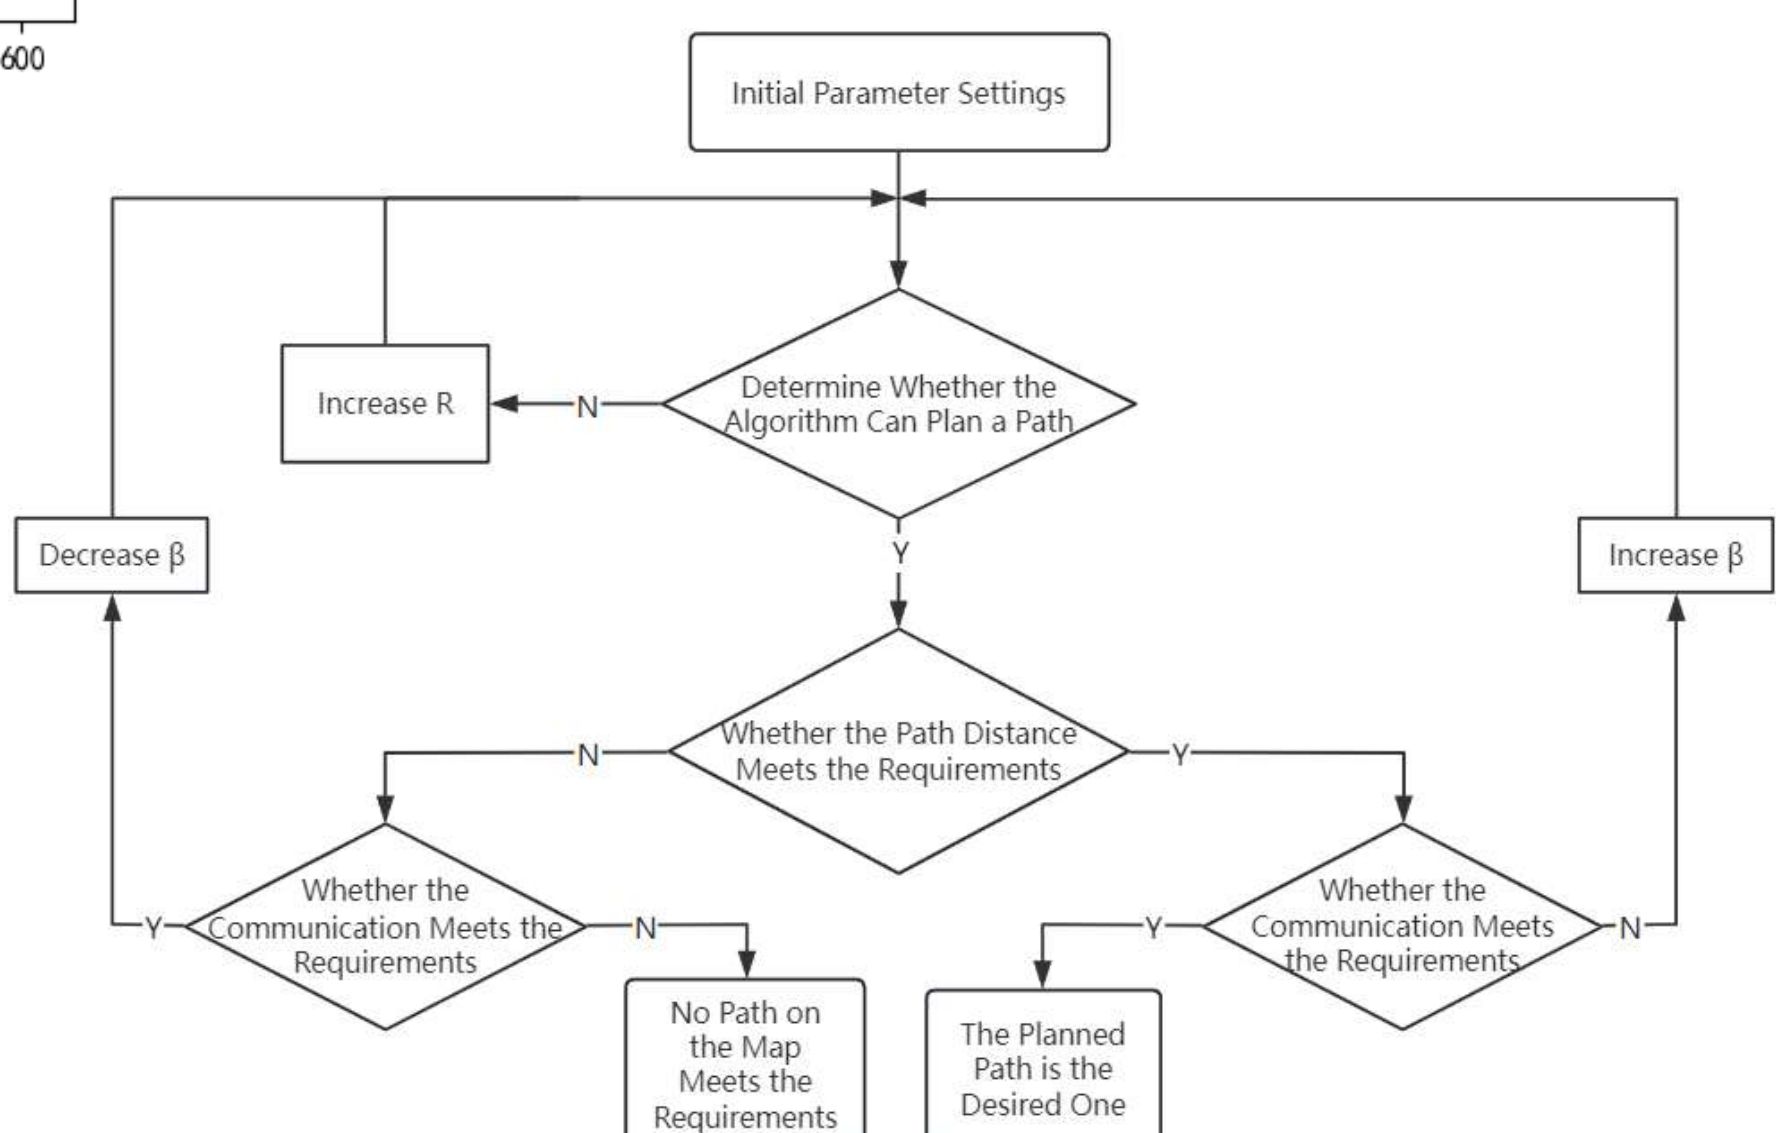 600
Initial Parameter Settings
Determine Whether the
Algorithm Can Plan a Path
N
Increase R
Y
Decrease β
Increase β
Whether the Path Distance
Meets the Requirements
N
Y
Whether the
Communication Meets the
Requirements
Y
N
Whether the
Communication Meets
the Requirements
Y
N
No Path on
the Map
Meets the
Requirements
The Planned
Path is the
Desired One